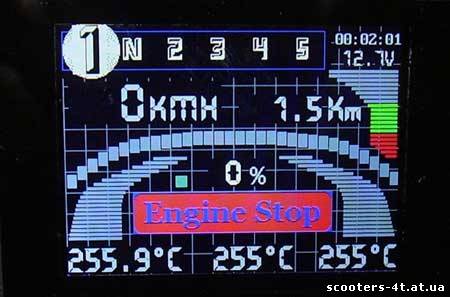 1 N 2 3 4 5 00:02:01
12.7V
0KMH 1.5Km
0%
Engine Stop
255.9°C 255°C 255°C
scooters-4t.at.ua